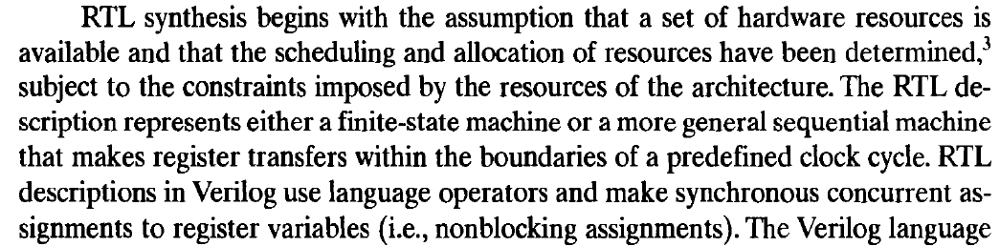 RTL synthesis begins with the assumption that a set of hardware resources is
available and that the scheduling and allocation of resources have been determined,³
subject to the constraints imposed by the resources of the architecture. The RTL de-
scription represents either a finite-state machine or a more general sequential machine
that makes register transfers within the boundaries of a predefined clock cycle. RTL
descriptions in Verilog use language operators and make synchronous concurrent as-
signments to register variables (i.e., nonblocking assignments). The Verilog language